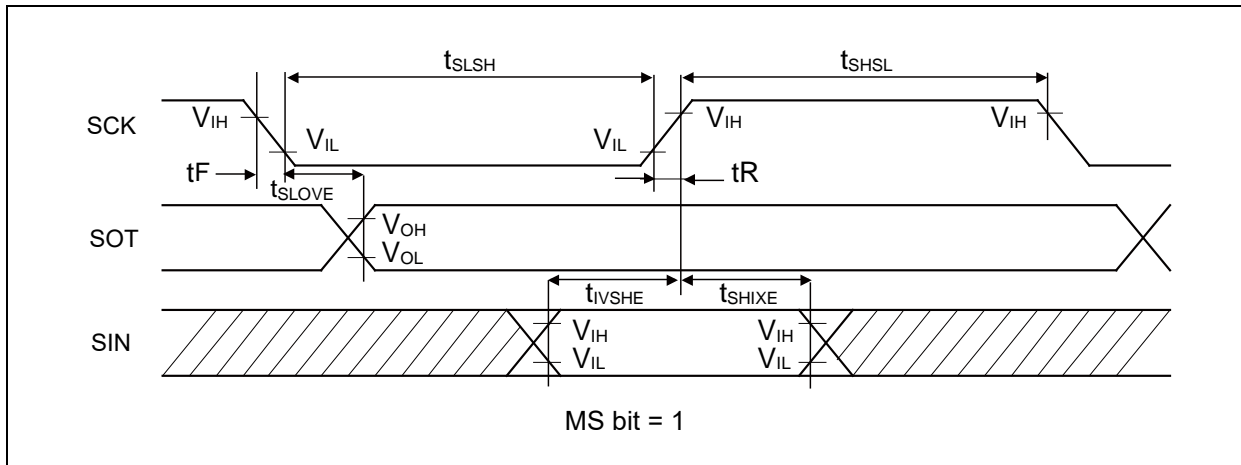 tSLSH
tSHSL
SCK
VIH
VIL
VIL
VIH
VIH
tF
tSLOVE
tR
SOT
VOH
VOL
tIVSHE
tSHIXE
SIN
VIH
VIL
VIH
VIL
MS bit = 1